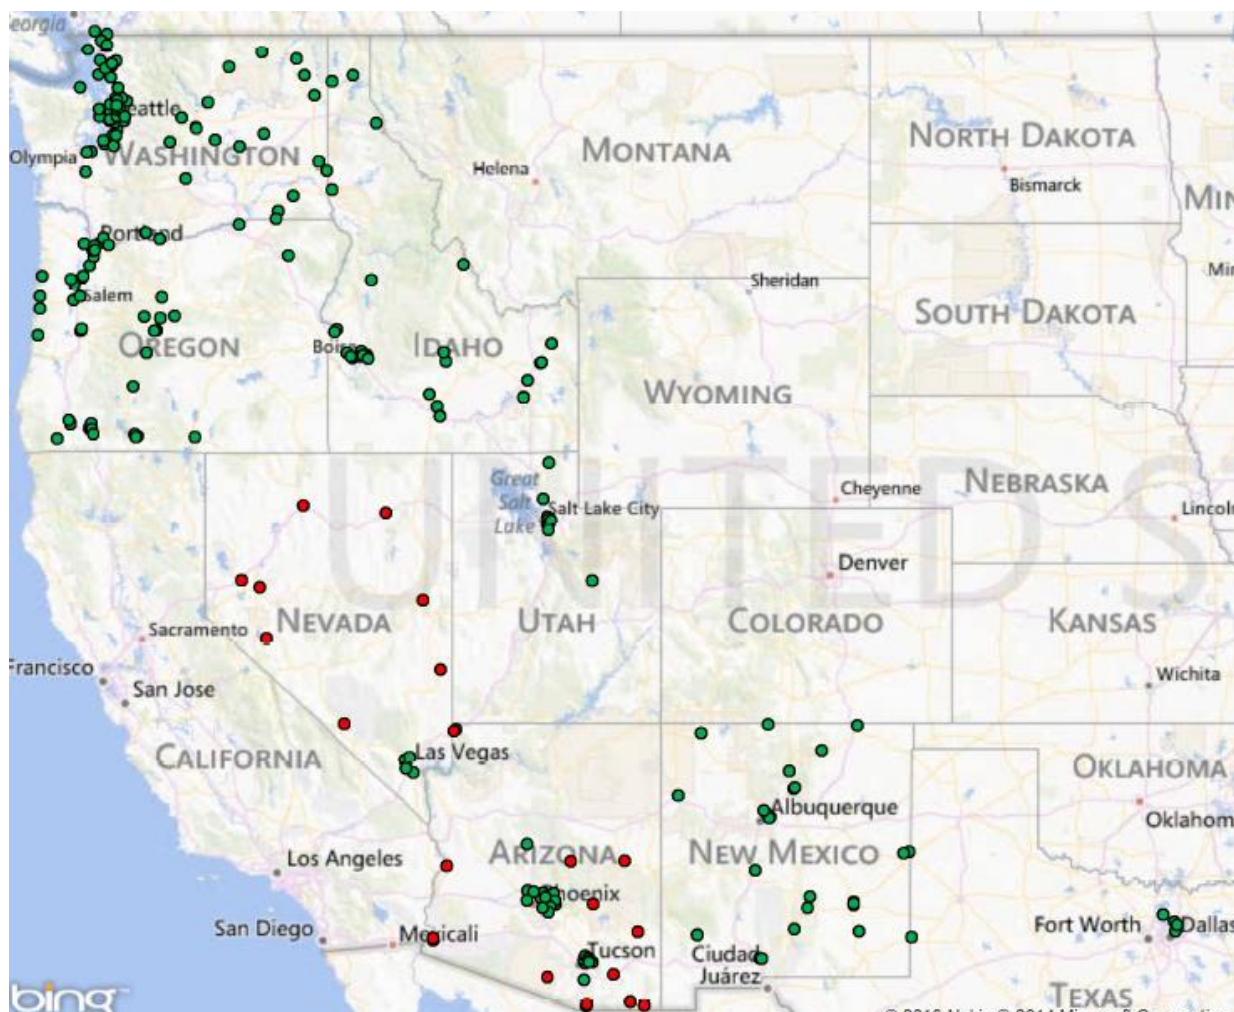 eorgia
Seattle
Olympia
WASHINGTON
Helena
MONTANA
NORTH DAKOTA
Bismarck
MIN
Portland
Salem
Sheridan
Mi
OREGON
Boise
IDAHO
SOUTH DAKOTA
WYOMING
UNITED S
Great
Salt
Lake
Salt Lake City
Cheyenne
NEBRASKA
Lincol
Denver
Sacramento
NEVADA
UTAH
COLORADO
KANSAS
Francisco
San Jose
Wichita
CALIFORNIA
Las Vegas
OKLAHOMA
Albuquerque
Oklahom
Los Angeles
ARIZONA
NEW MEXICO
Phoenix
San Diego
Mexicali
Tucson
Ciudad
Juárez
Fort Worth
Dallas
TEXAS
bing